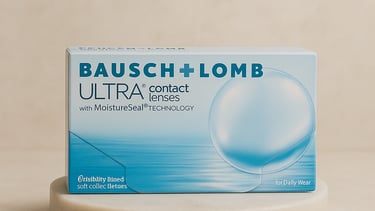 BAUSCH+LOMB
ULTRA® contact
lenses
with MoistureSeal® TECHNOLOGY
soft
for Daily Wear